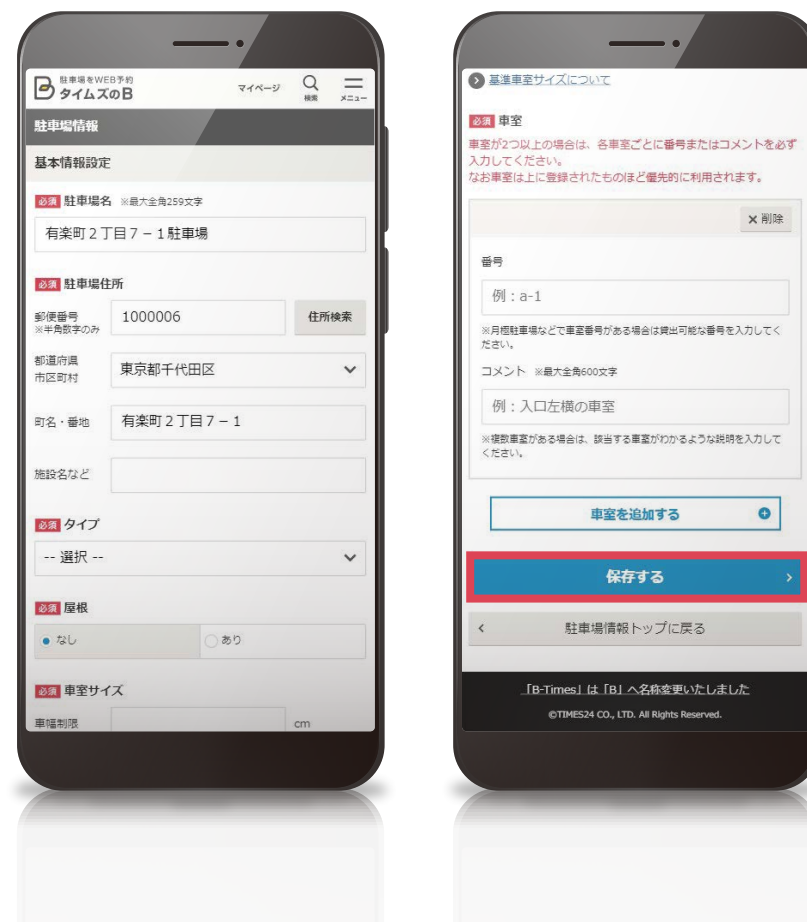 駐車場をWEB予約
タイムズのB
マイページ
検索
メニュー
駐車場情報
基本情報設定
必須 駐車場名 ※最大全角259文字
有楽町2丁目7-1駐車場
必須 駐車場住所
郵便番号
※半角数字のみ
1000006
住所検索
都道府県
市区町村
東京都千代田区
町名・番地
有楽町2丁目7-1
施設名など
必須 タイプ
-- 選択 --
必須 屋根
なし
あり
必須 車室サイズ
車幅制限
cm
基準車室サイズについて
必須 車室
車室が2つ以上の場合は、各車室ごとに番号またはコメントを必ず
入力してください。
なお車室は上に登録されたものほど優先的に利用されます。
×削除
番号
例:a-1
※月極駐車場などで車室番号がある場合は貸出可能な番号を入力してく
ださい。
コメント ※最大全角600文字
例:入口左横の車室
※複数車室がある場合は、該当する車室がわかるような説明を入力して
ください。
車室を追加する
保存する
駐車場情報トップに戻る
「B-Times」は「B」へ名称変更いたしました
©TIMES24 CO., LTD. All Rights Reserved.